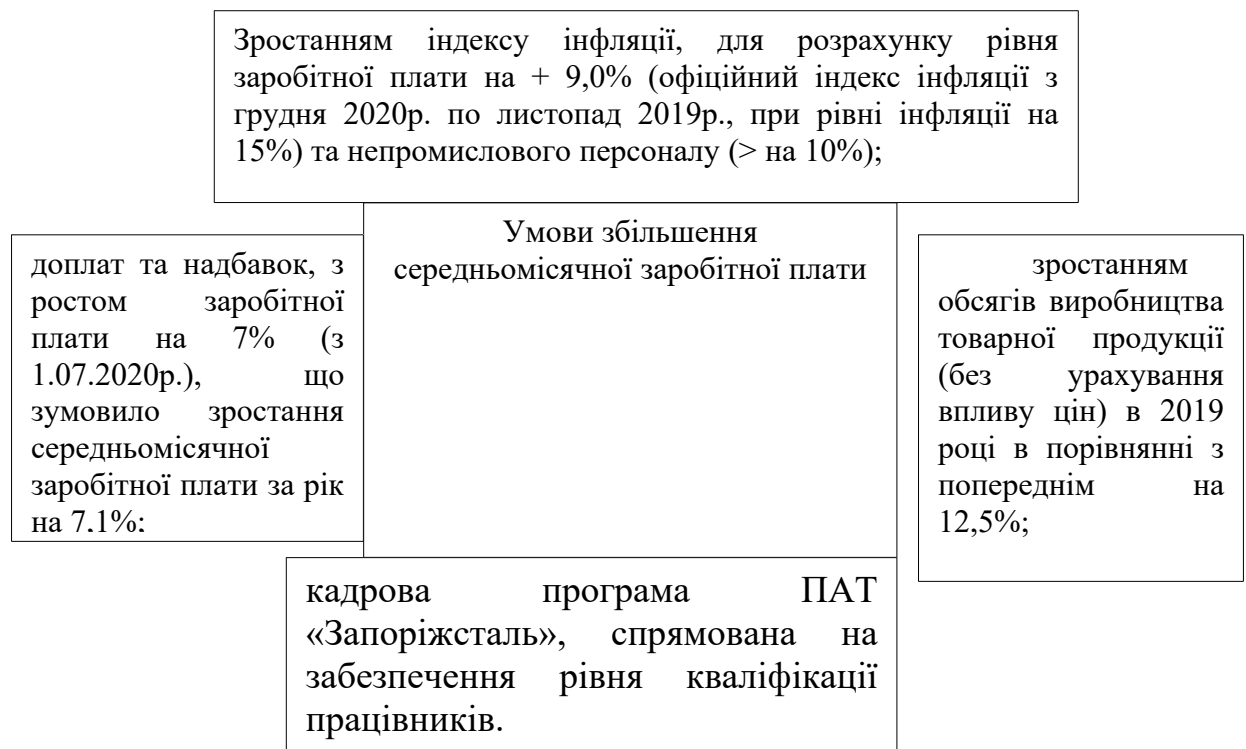 Зростанням індексу інфляції, для розрахунку рівня
заробітної плати на + 9,0% (офіційний індекс інфляції з
грудня 2020р. по листопад 2019р., при рівні інфляції на
15%) та непромислового персоналу (> на 10%);
Умови збільшення
середньомісячної заробітної плати
доплат та надбавок, з
ростом заробітної
плати на 7% (з
1.07.2020р.), що
зумовило зростання
середньомісячної
заробітної плати за рік
на 7,1%;
зростанням
обсягів виробництва
товарної продукції
(без урахування
впливу цін) в 2019
році в порівнянні з
попереднім на
12,5%;
кадрова програма ПАТ
«Запоріжсталь», спрямована на
забезпечення рівня кваліфікації
працівників.